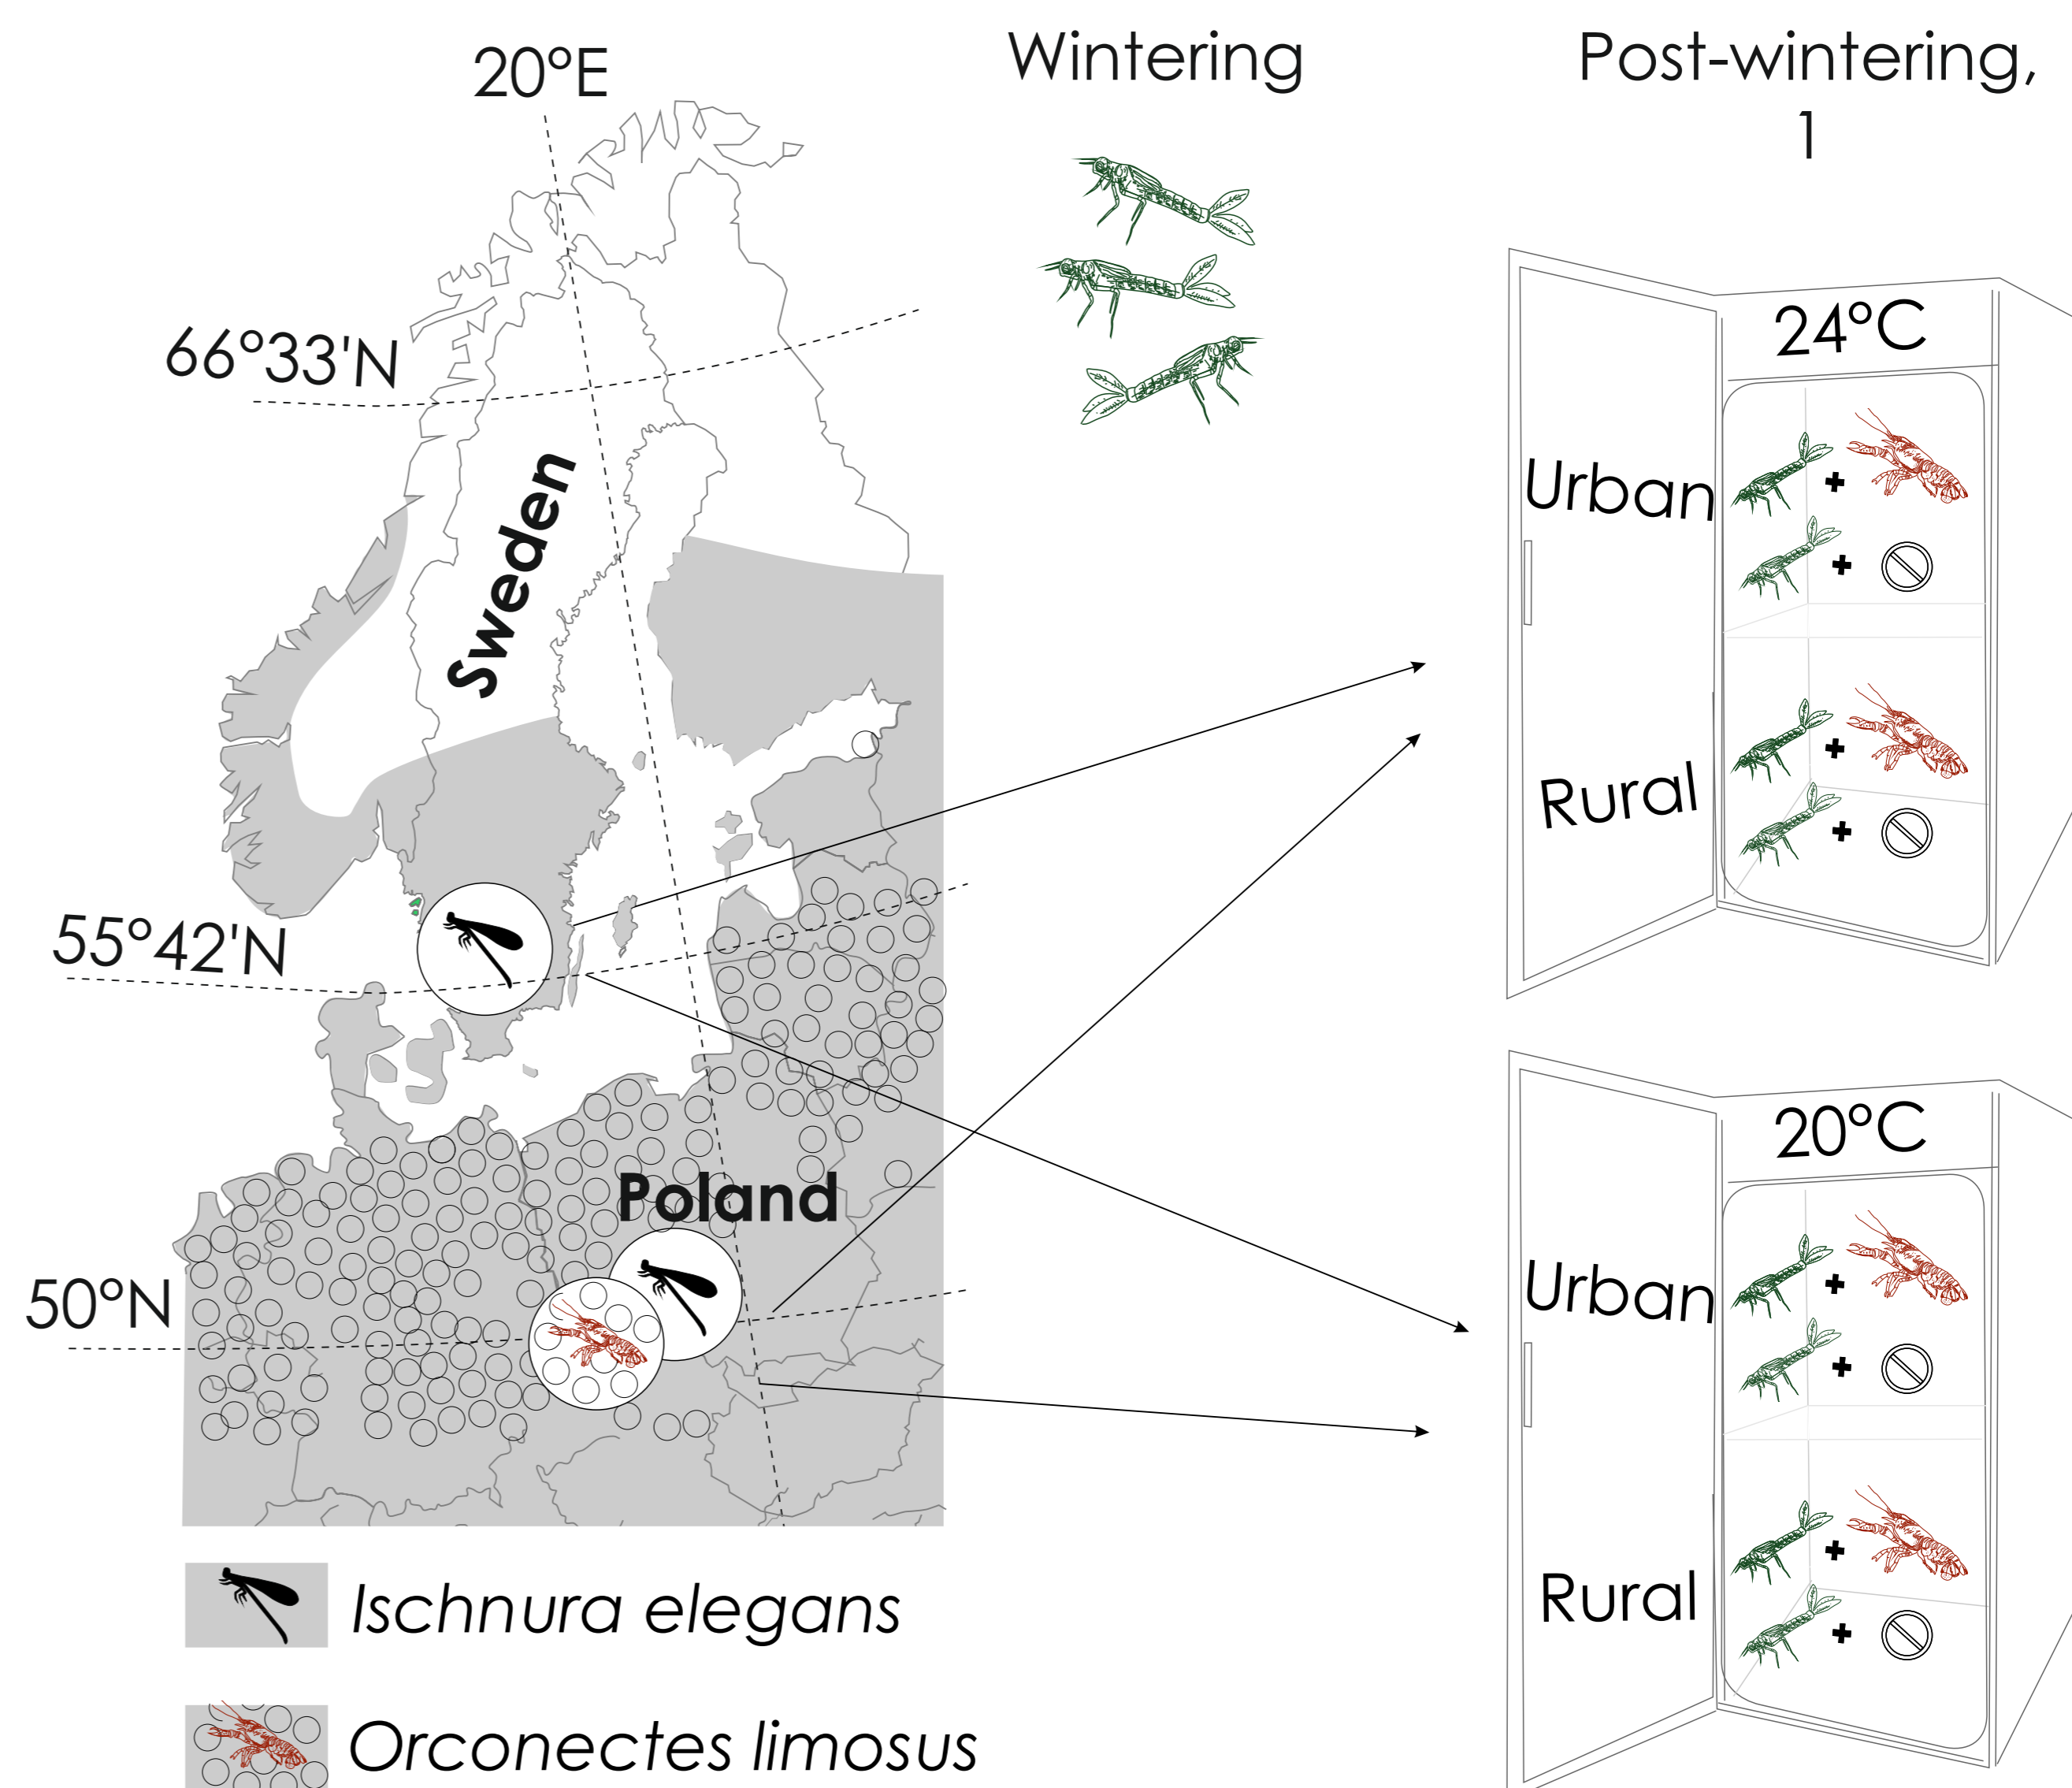 20°E
Wintering
Post-wintering,
1
66°33'N
Sweden
55°42'N
Poland
50°N
24°C
Urban
Rural
20°C
Urban
Rural
Ischnura elegans
Orconectes limosus